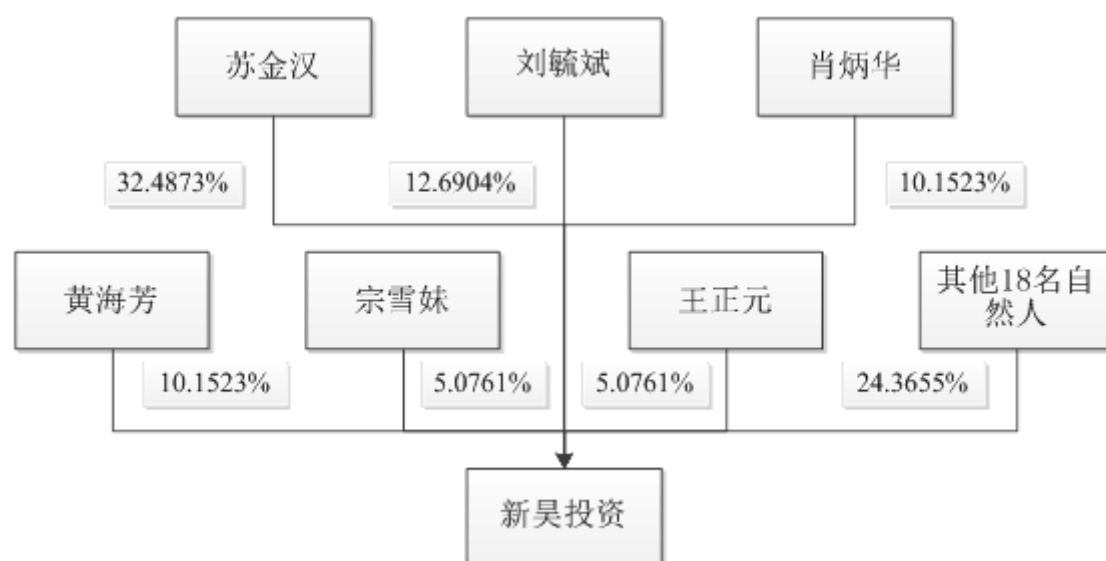 苏金汉
刘毓斌
肖炳华
32.4873%
12.6904%
10.1523%
黄海芳
宗雪妹
王正元
其他18名自
然人
10.1523%
5.0761%
5.0761%
24.3655%
新昊投资